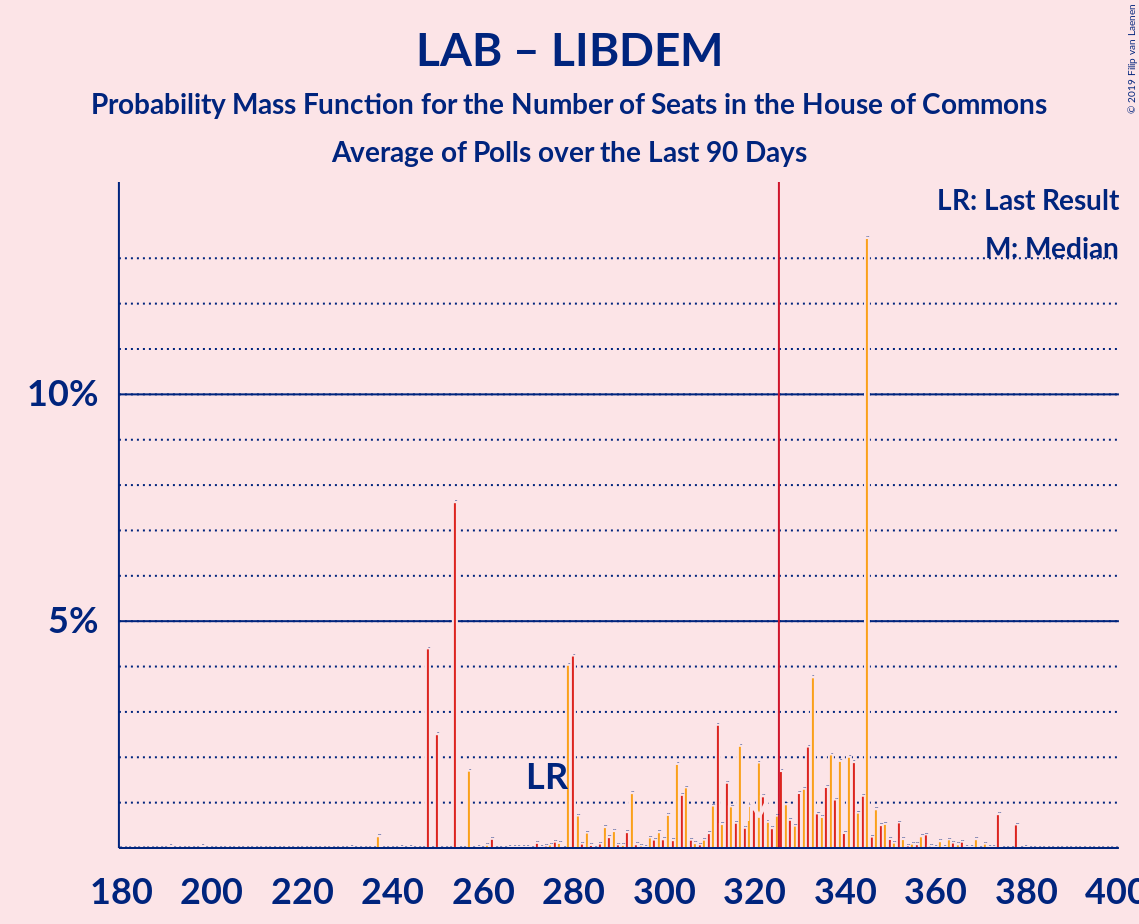 © 2019 Filip van Laenen
LAB – LIBDEM
Probability Mass Function for the Number of Seats in the House of Commons
Average of Polls over the Last 90 Days
LR: Last Result
M: Median
10%
5%
LR
180 200 220 240 260 280 300 320 340 360 380 400